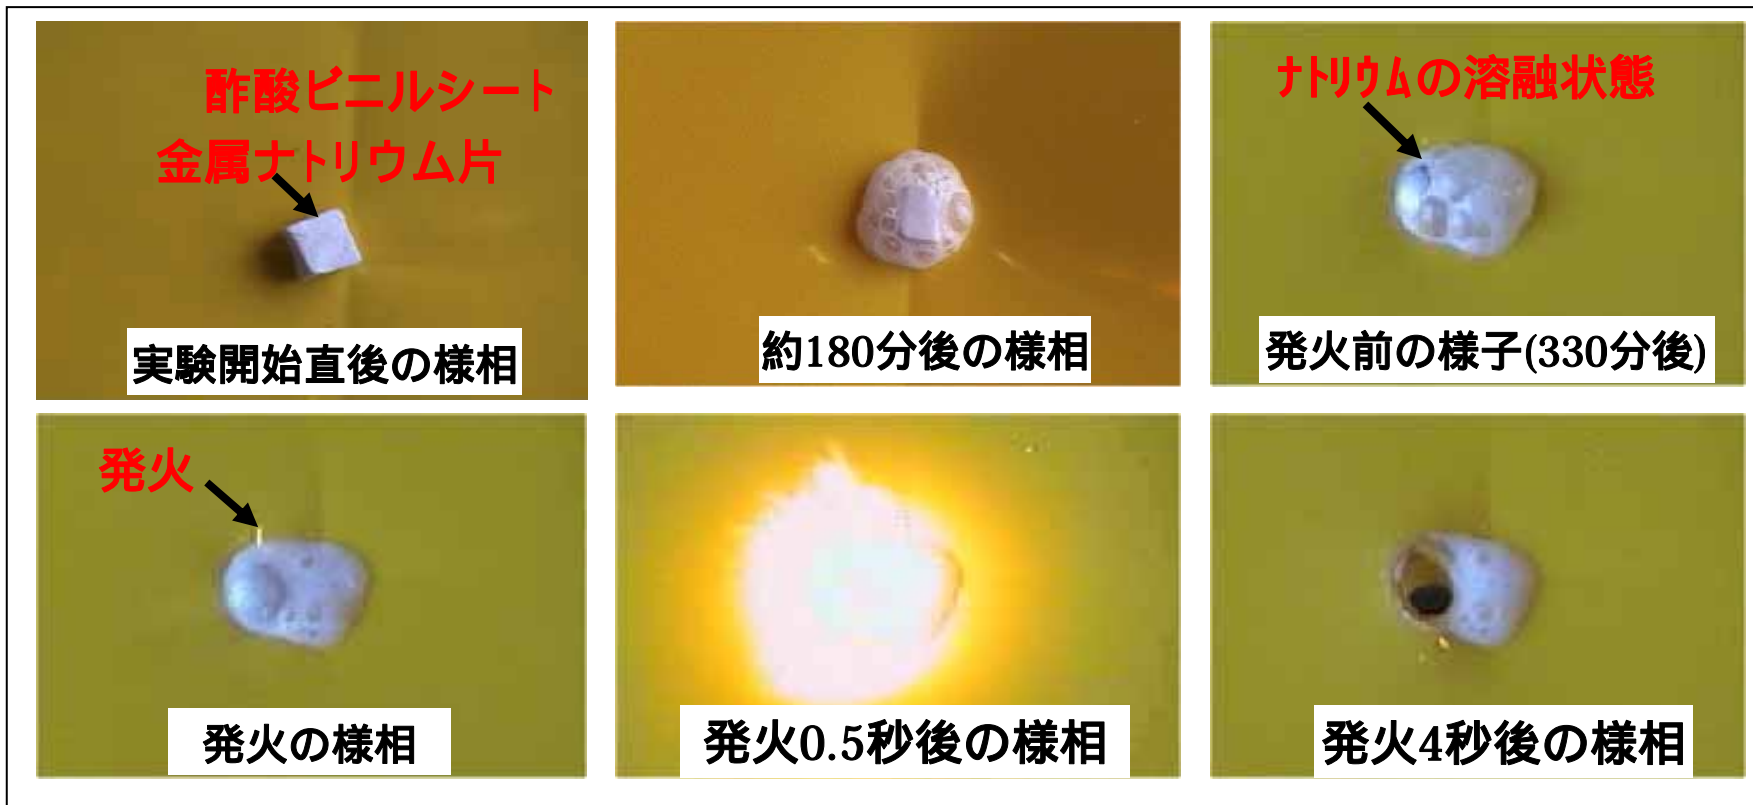 酢酸ビニルシート
金属ナトリウム片
実験開始直後の様相
約180分後の様相
ﾅﾄﾘｳﾑの溶融状態
発火前の様子(330分後)
発火
発火の様相
発火0.5秒後の様相
発火4秒後の様相